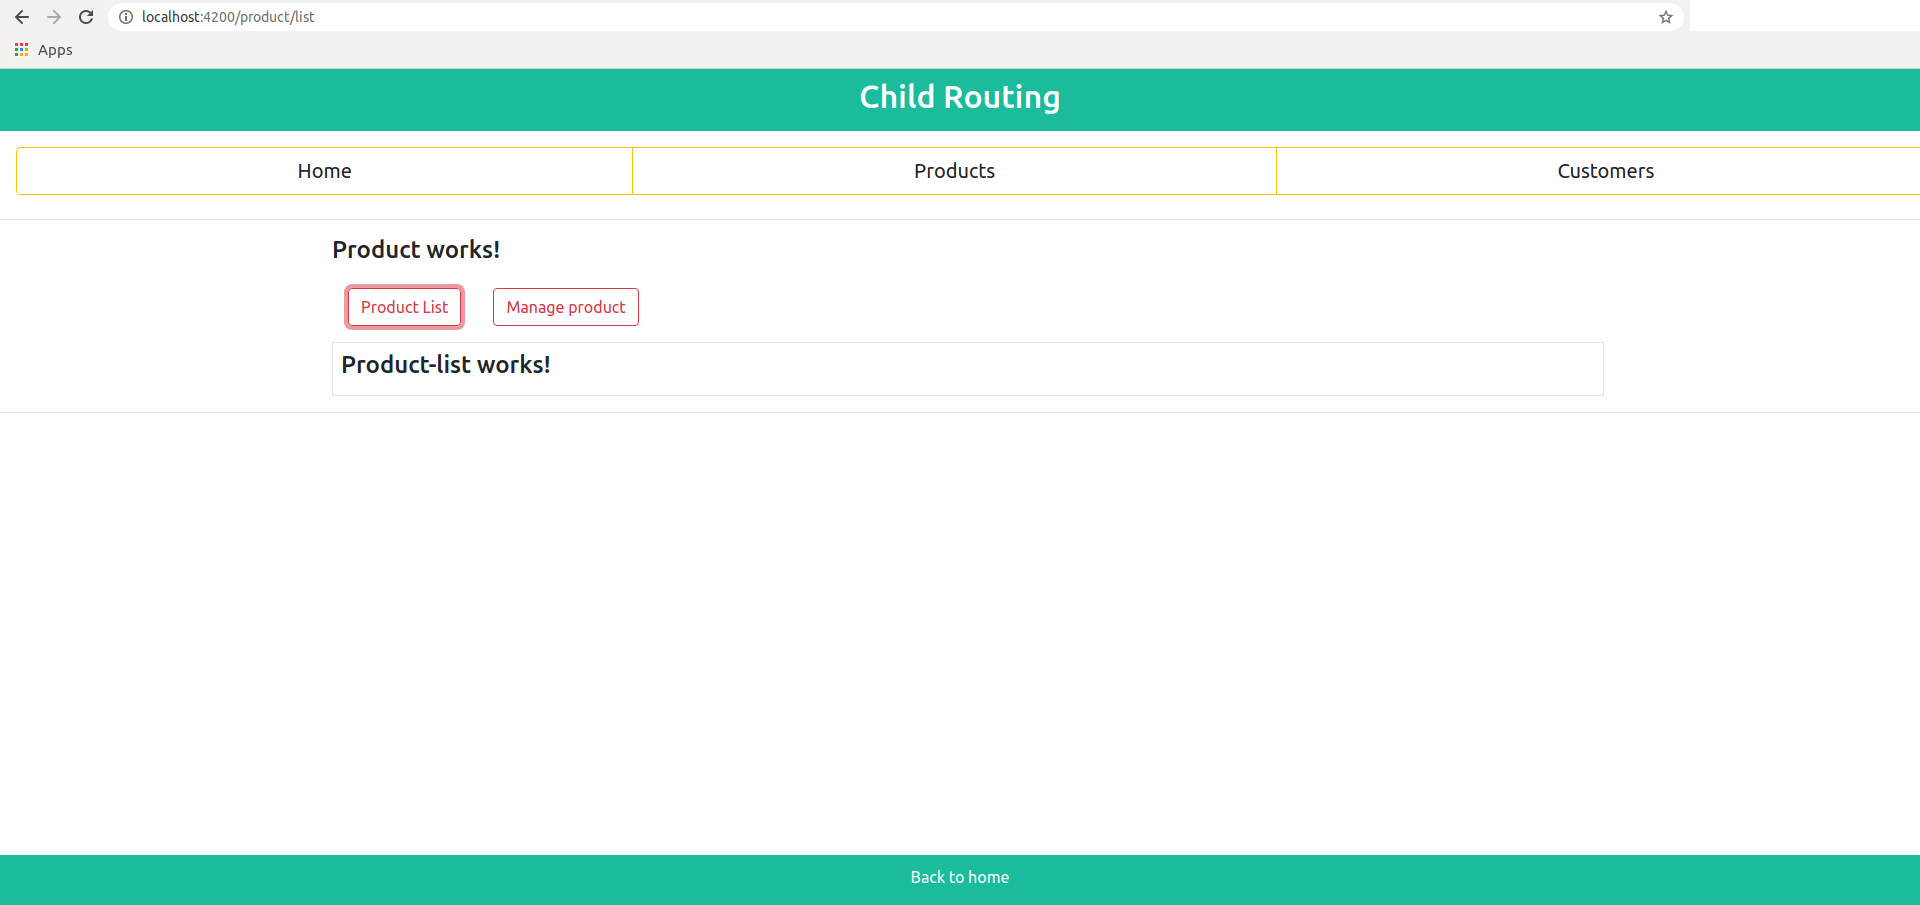 localhost:4200/product/list
Apps
Child Routing
Home Products Customers
Product works!
Product List Manage product
Product-list works!
Back to home